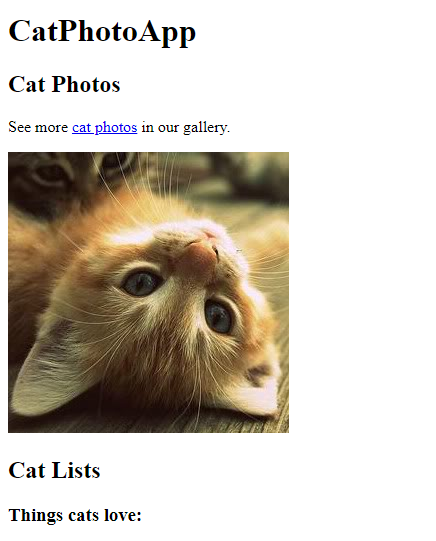 CatPhotoApp
Cat Photos
See more cat photos in our gallery.
Cat Lists
Things cats love: